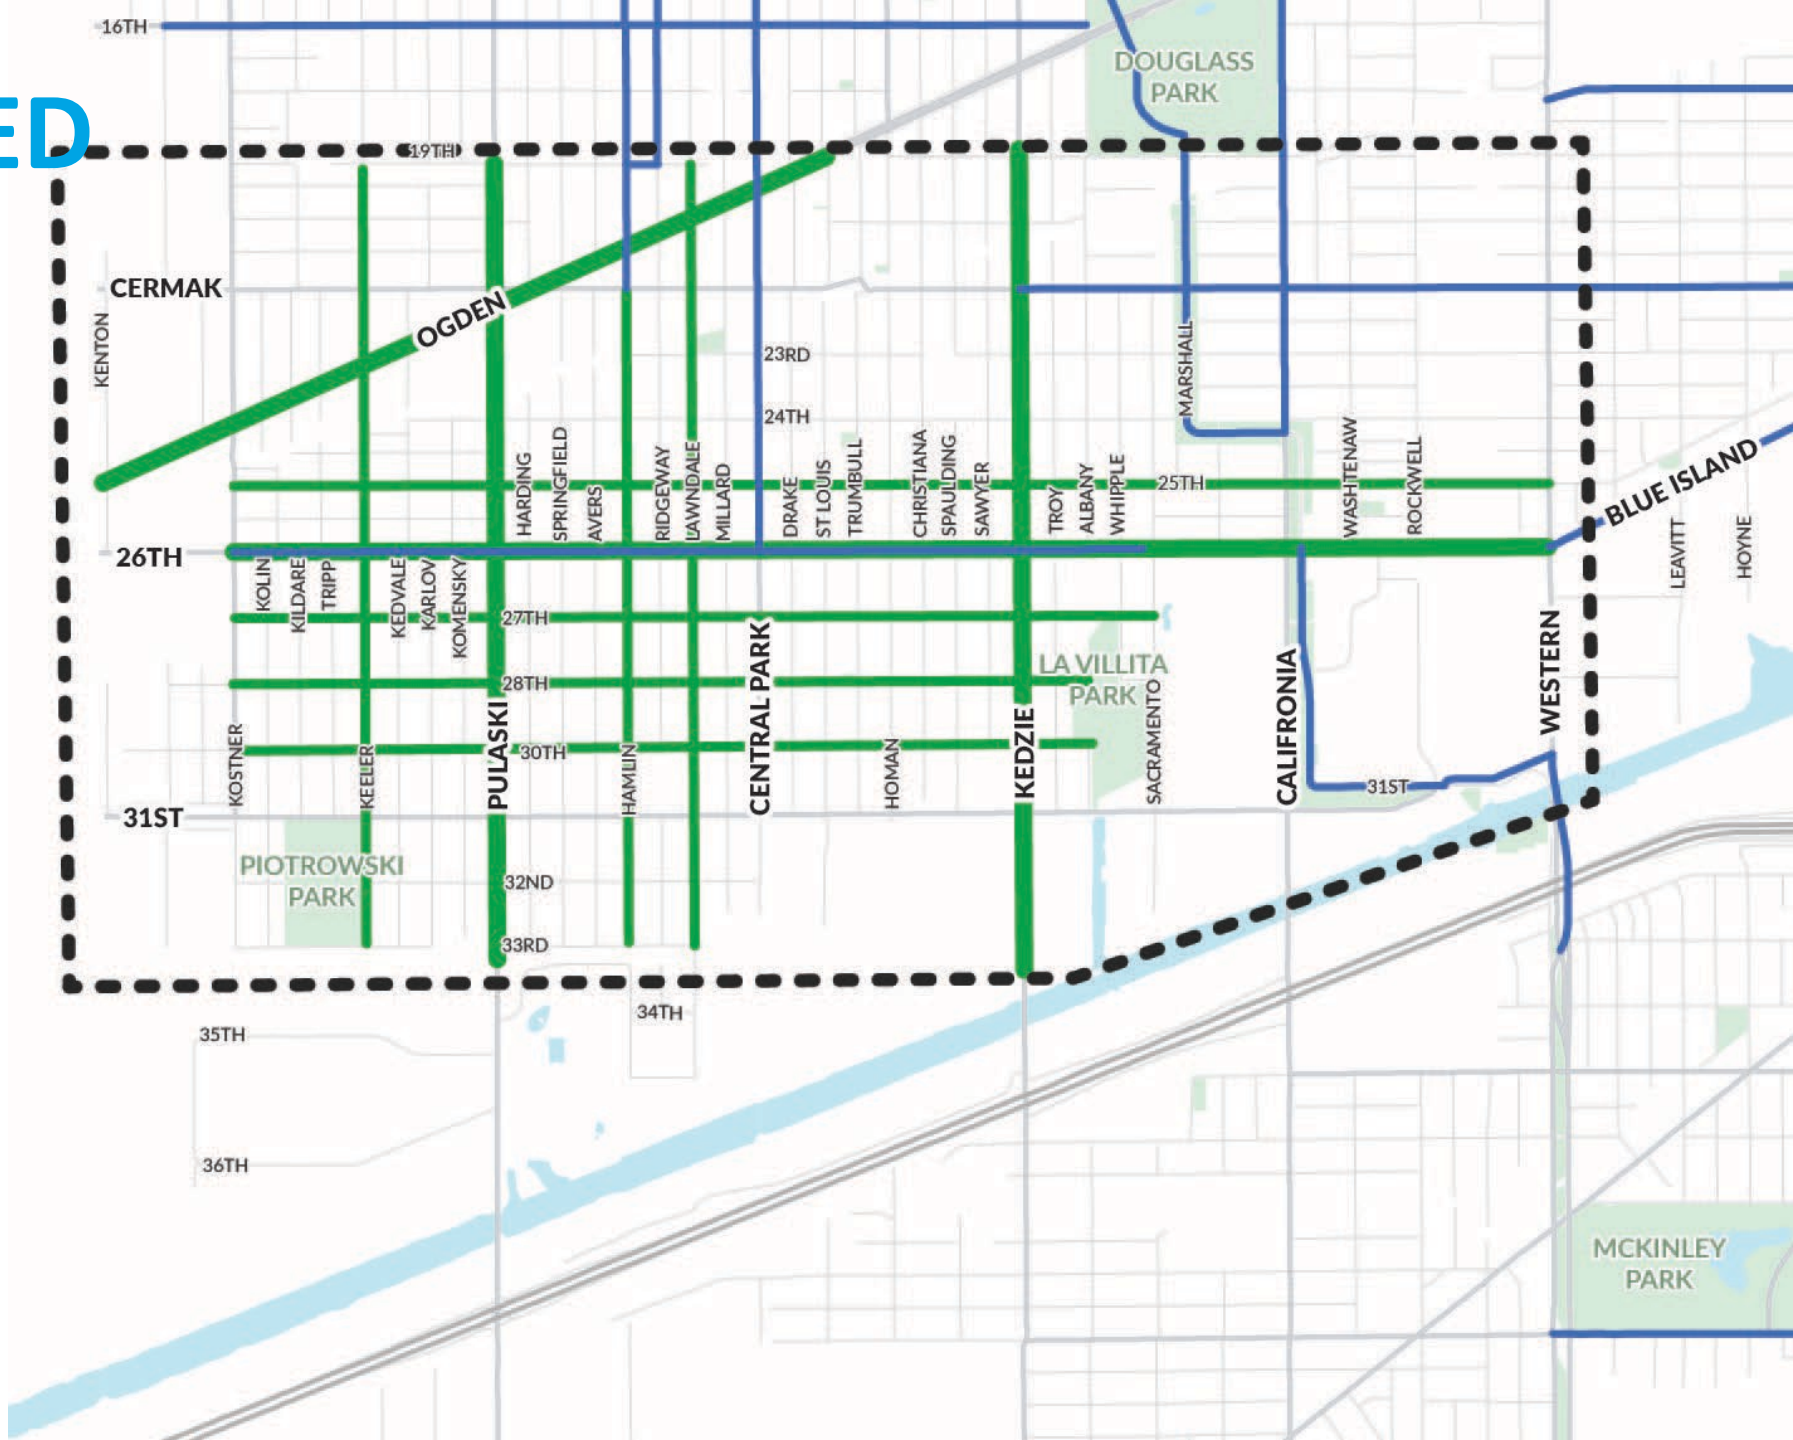 16TH
DOUGLASS
PARK
ED
19TH
CERMAK
OGDEN
KENTON
23RD
MARSHALL
24TH
HARDING
SPRINGFIELD
AVERS
RIDGEWAY
LAWNDALE
MILLARD
DRAKE
ST LOUIS
TRUMBULL
CHRISTIANA
SPAULDING
SAWYER
TROY
ALBANY
WHIPPLE
25TH
WASHTENAW
ROCKWELL
BLUE ISLAND
LEAVITT
HOYNE
26TH
KOLIN
KILDARE
TRIPP
KEDVALE
KARLOV
KOMENSKY
27TH
28TH
LA VILLITA
PARK
SACRAMENTO
CALIFRONIA
WESTERN
KOSTNER
KEELER
PULASKI
30TH
HAMLIN
CENTRAL PARK
HOMAN
KEDZIE
31ST
31ST
PIOTROWSKI
PARK
32ND
33RD
34TH
35TH
36TH
MCKINLEY
PARK